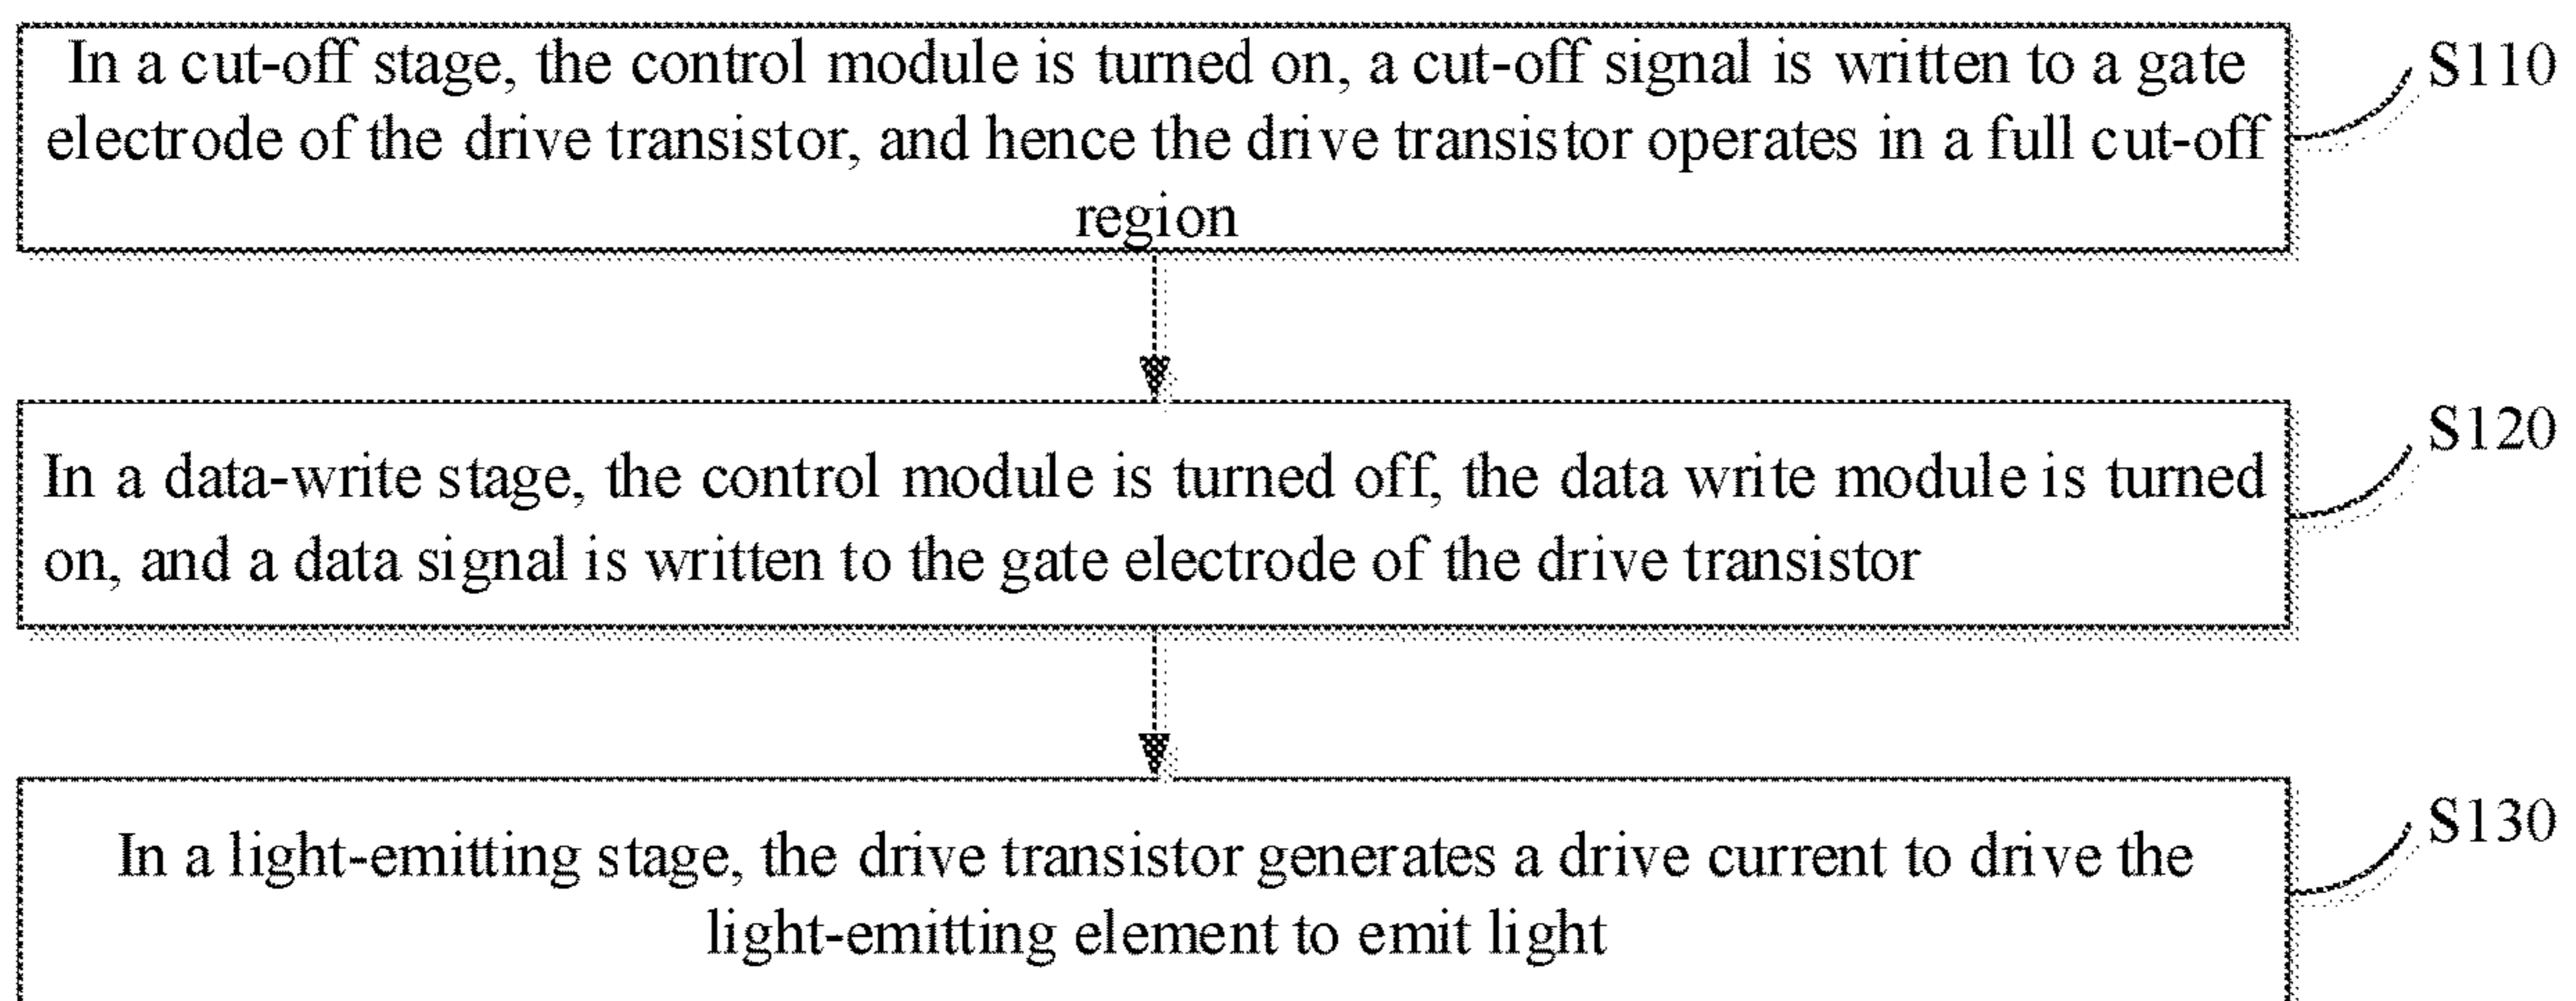 In a cut-off stage, the control module is turned on, a cut-off signal is written to a gate
electrode of the drive transistor, and hence the drive transistor operates in a full cut-off
region
S110
In a data-write stage, the control module is turned off, the data write module is turned
on, and a data signal is written to the gate electrode of the drive transistor
S120
In a light-emitting stage, the drive transistor generates a drive current to drive the
light-emitting element to emit light
S130